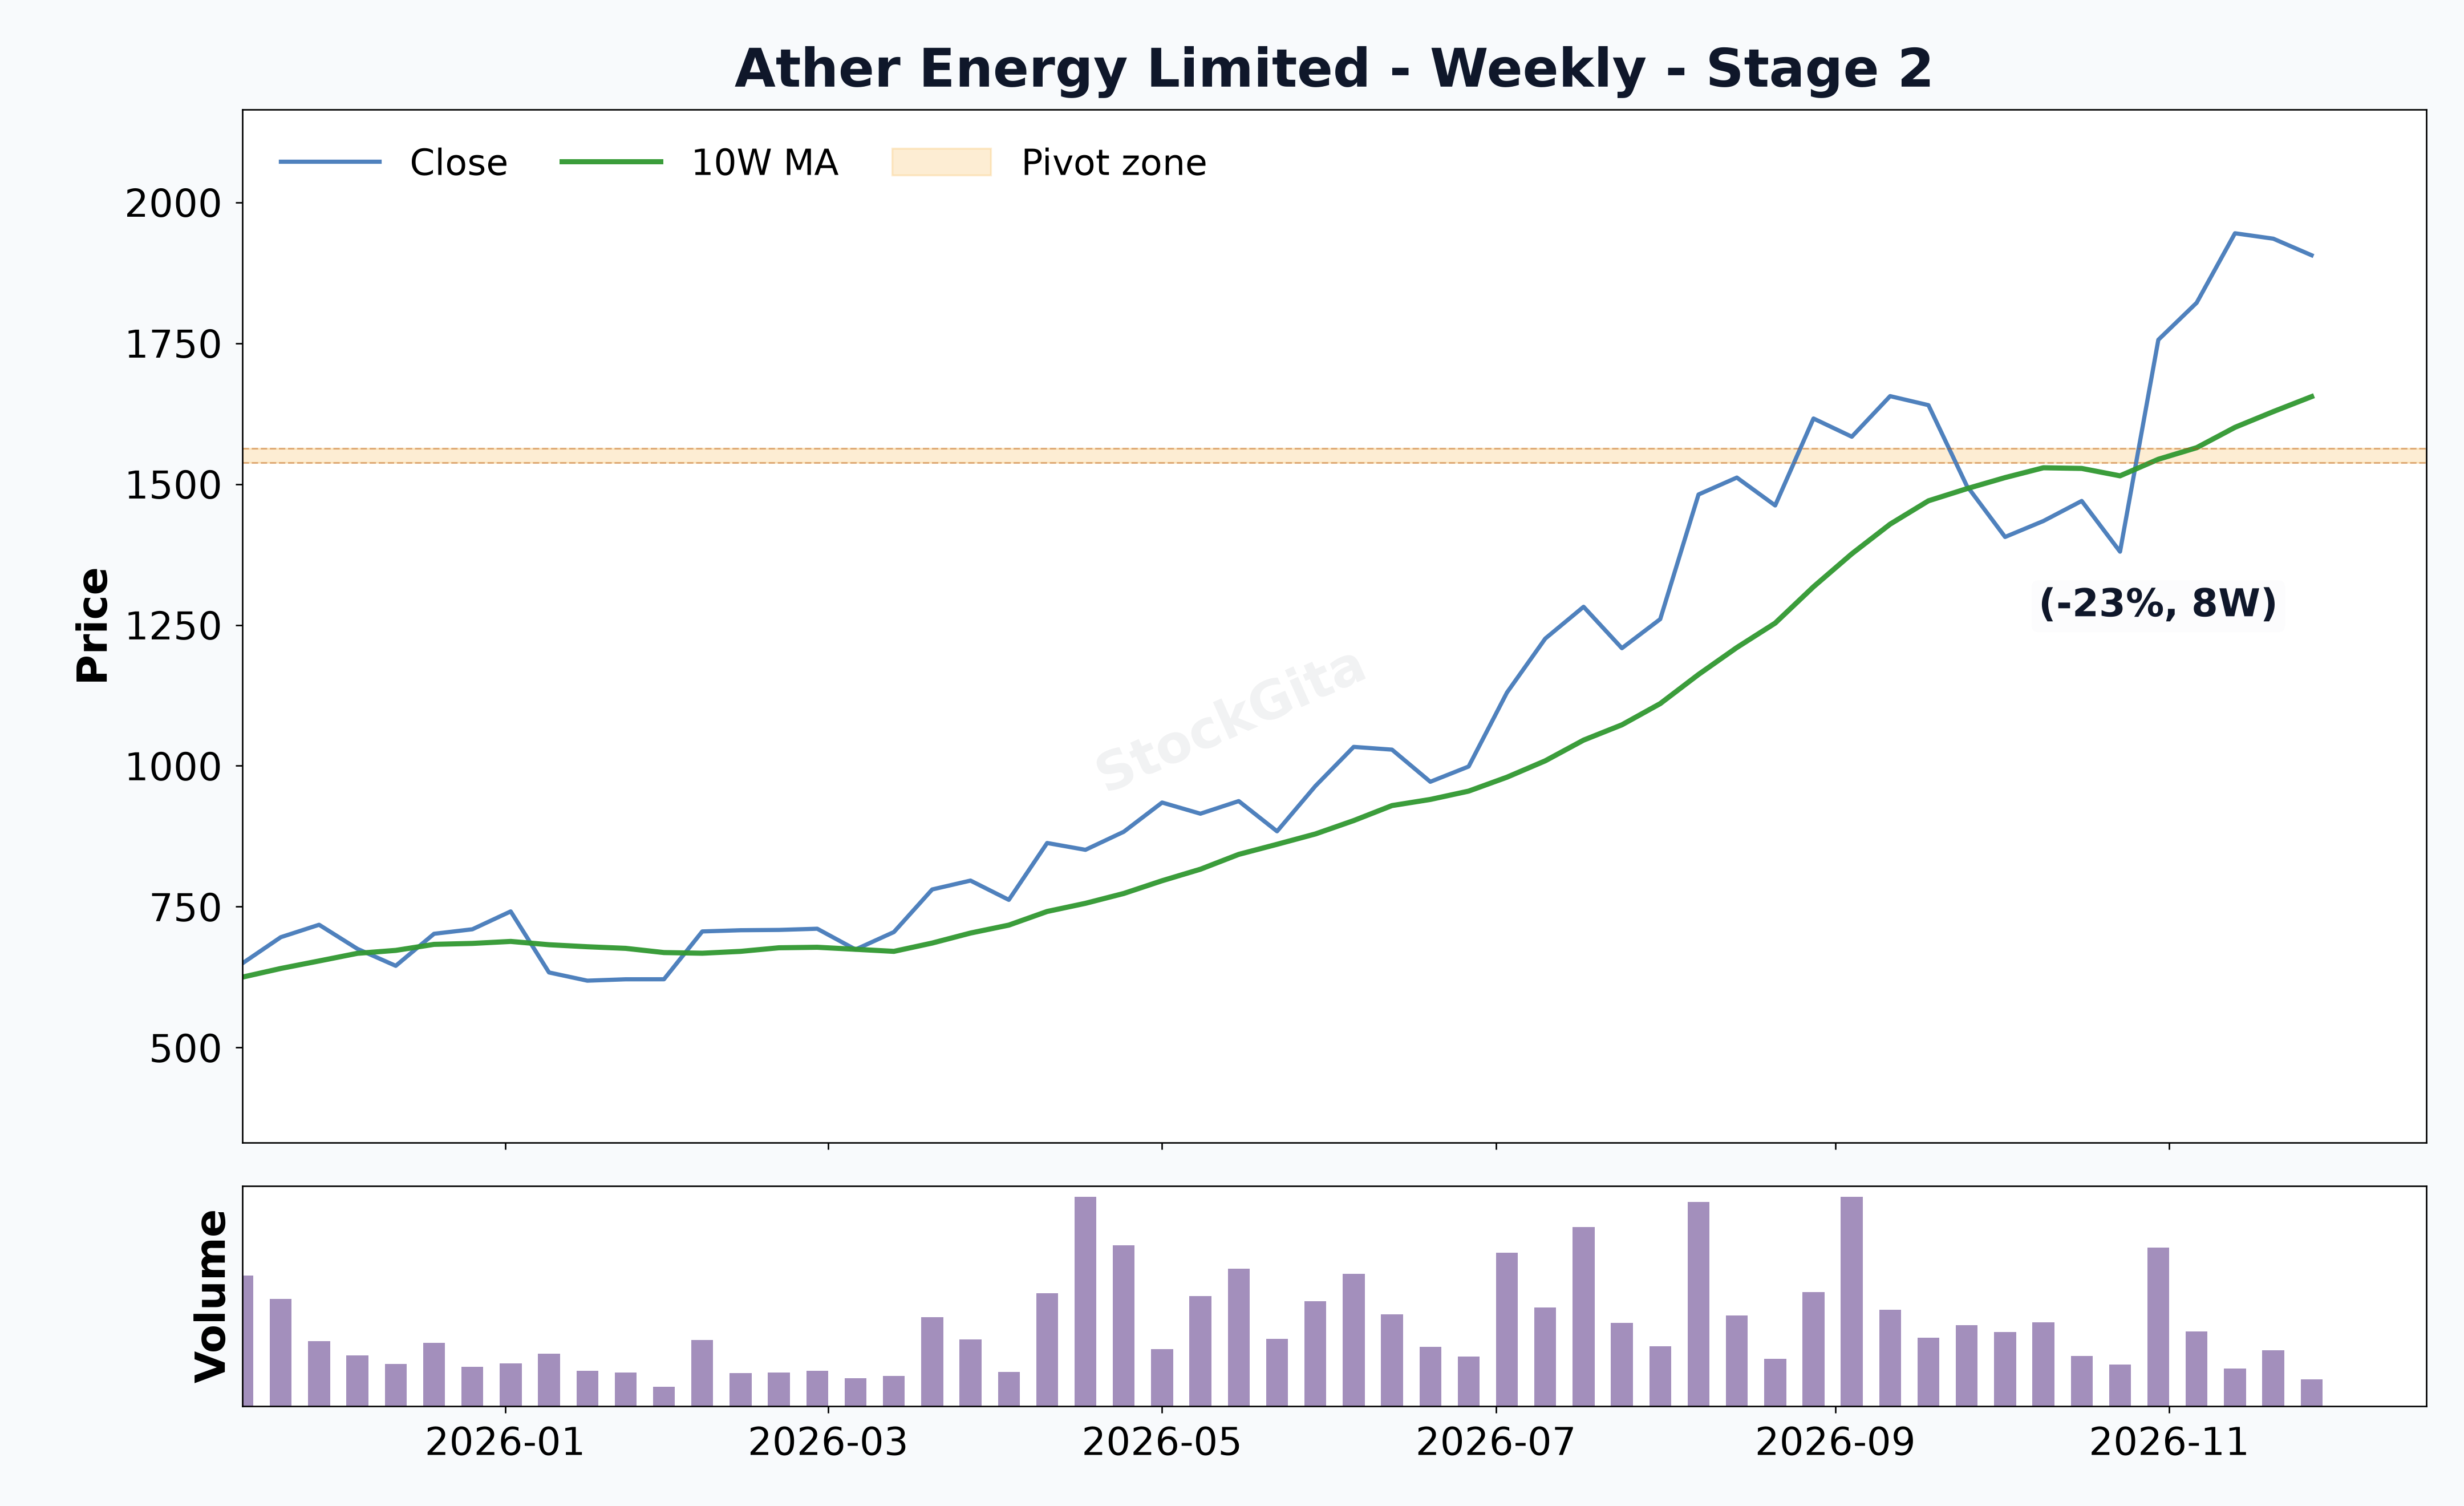 Ather Energy Limited - Weekly - Stage 2
Close 10W MA Pivot zone
Price
2000
1750
1500
1250
1000
750
500
(-23%, 8W)
StockGita
Volume
2026-01 2026-03 2026-05 2026-07 2026-09 2026-11